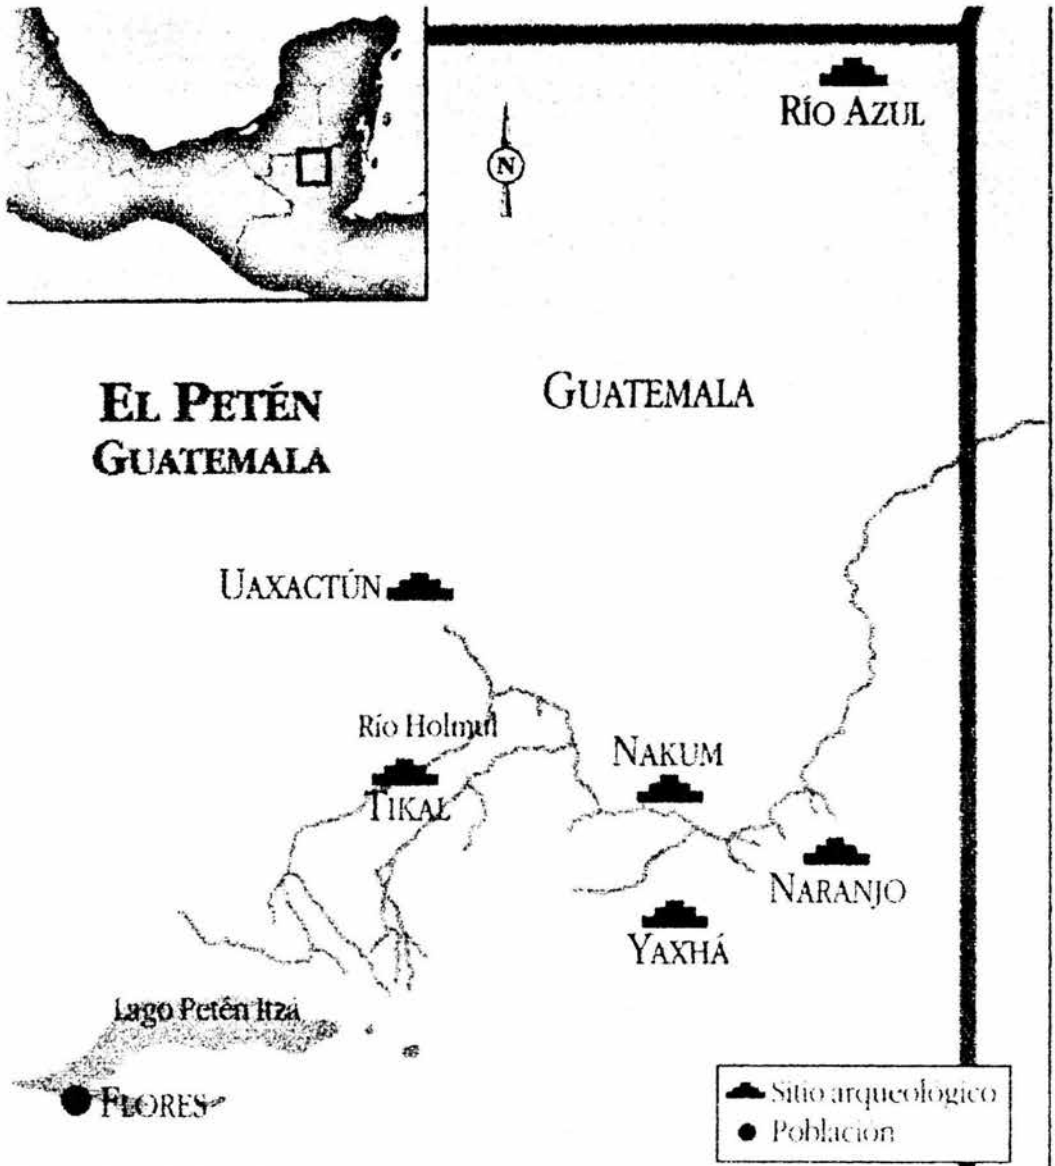 RÍO AZUL
N
EL PETÉN
GUATEMALA
GUATEMALA
UAXACTÚN
Río Holmul
TIKAL
NAKUM
NARANJO
YAXHÁ
Lago Petén Itzá
FLORES
Sitio arqueológico
Población